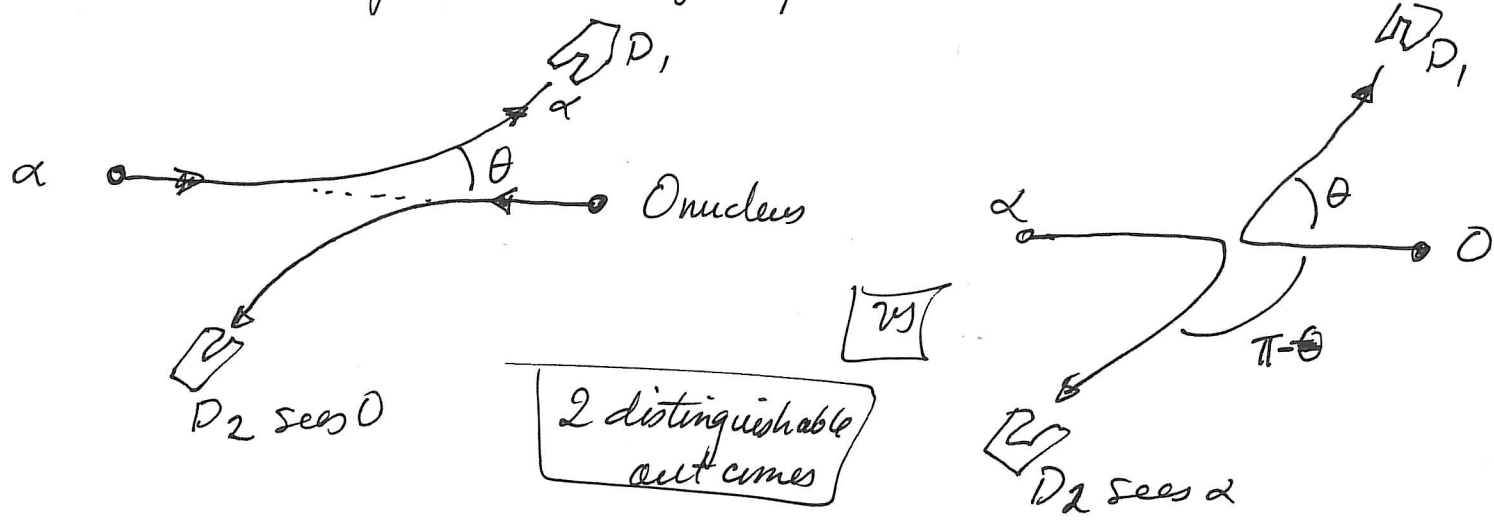 D₁
α
α
θ
O nucleus
D₂ sees O
vs
2 distinguishable
outcomes
D₁
α
θ
O
π-θ
D₂ sees α